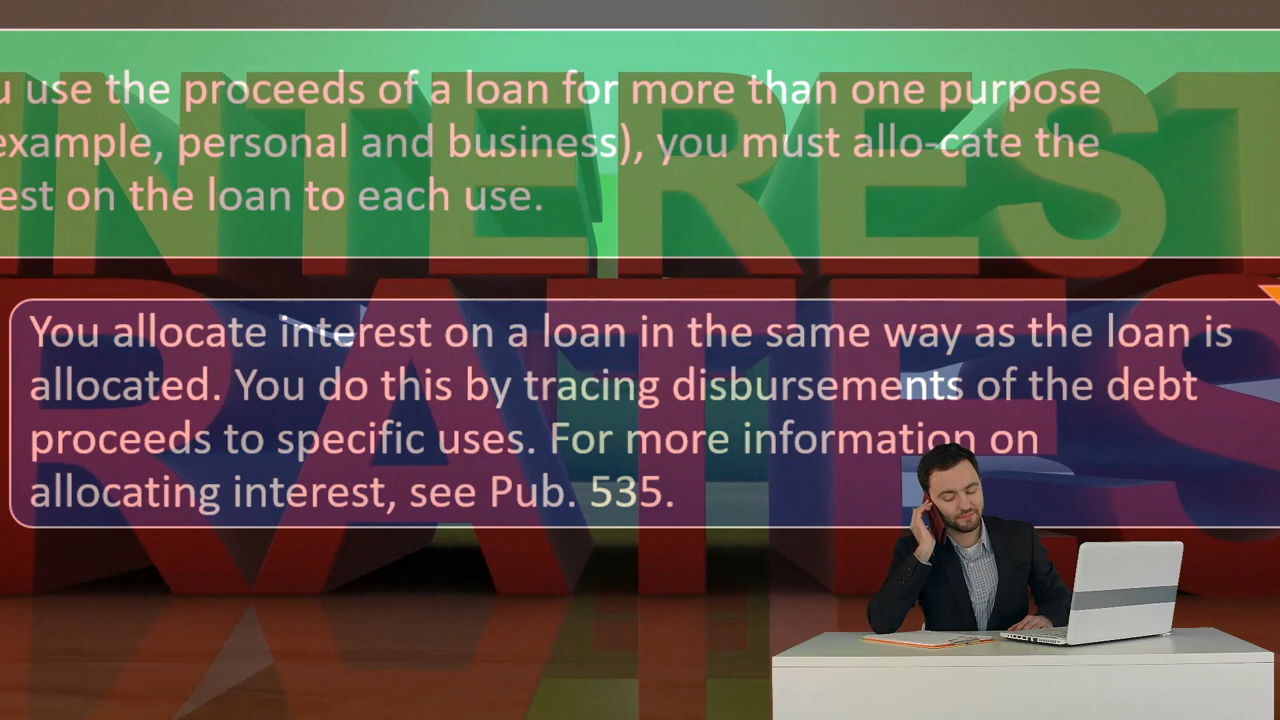 u use the proceeds of a loan for more than one purpose
example, personal and business), you must allo-cate the
est on the loan to each use.
You allocate interest on a loan in the same way as the loan is
allocated. You do this by tracing disbursements of the debt
proceeds to specific uses. For more information on
allocating interest, see Pub. 535.
INTEREST
RATES